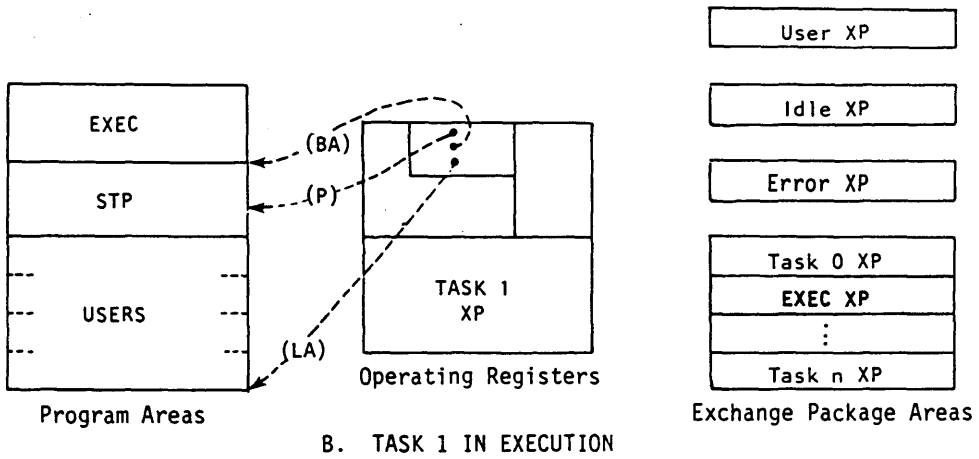 EXEC
STP
USERS
Program Areas
(BA)
(P)
(LA)
TASK 1
XP
Operating Registers
User XP
Idle XP
Error XP
Task 0 XP
EXEC XP
⋮
Task n XP
Exchange Package Areas
B. TASK 1 IN EXECUTION